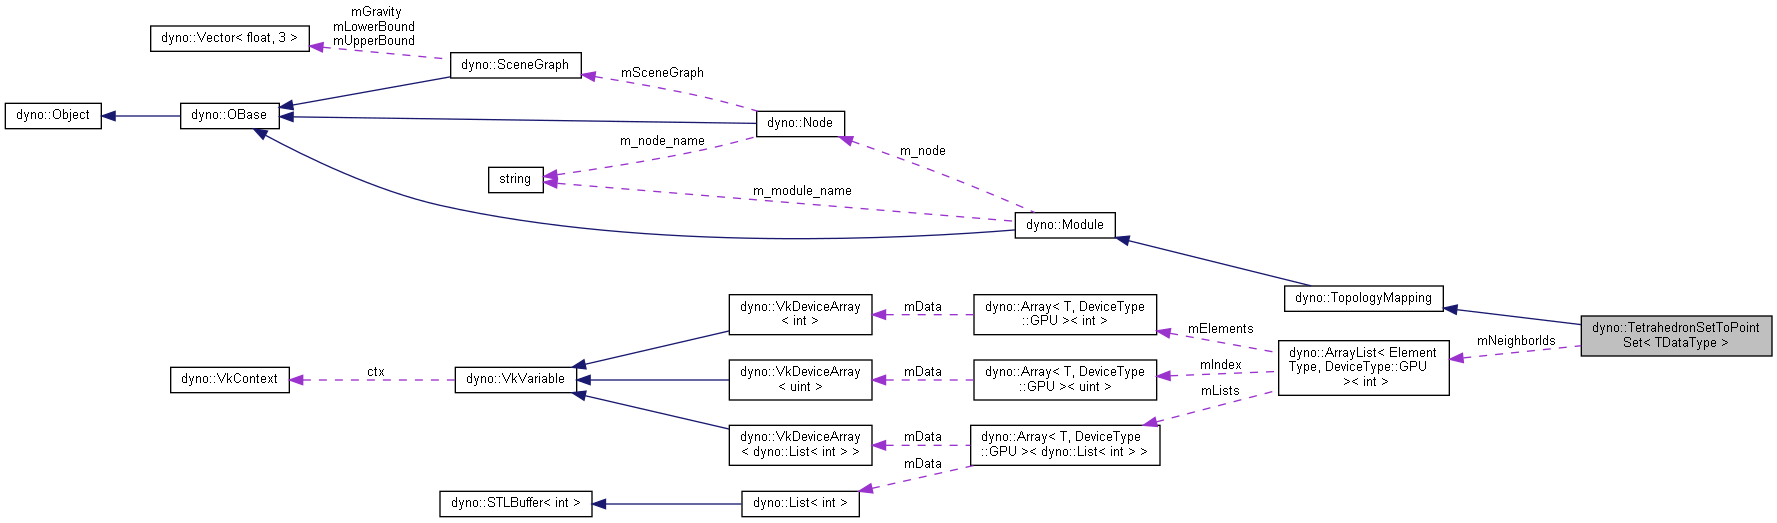 mGravity
mLowerBound
mUpperBound
dyno::Vector< float, 3 >
dyno::SceneGraph
mSceneGraph
dyno::Object
dyno::OBase
dyno::Node
m_node_name
m_node
string
m_module_name
dyno::Module
dyno::TopologyMapping
dyno::VkDeviceArray
< int >
mData
dyno::Array< T, DeviceType
::GPU >< int >
mElements
dyno::TetrahedronSetToPoint
Set< TDataType >
mNeighborIds
dyno::ArrayList< Element
Type, DeviceType::GPU
>< int >
dyno::VkContext
ctx
dyno::VkVariable
dyno::VkDeviceArray
< uint >
mData
dyno::Array< T, DeviceType
::GPU >< uint >
mIndex
mLists
dyno::VkDeviceArray
< dyno::List< int > >
mData
mData
dyno::Array< T, DeviceType
::GPU >< dyno::List< int > >
dyno::STLBuffer< int >
dyno::List< int >